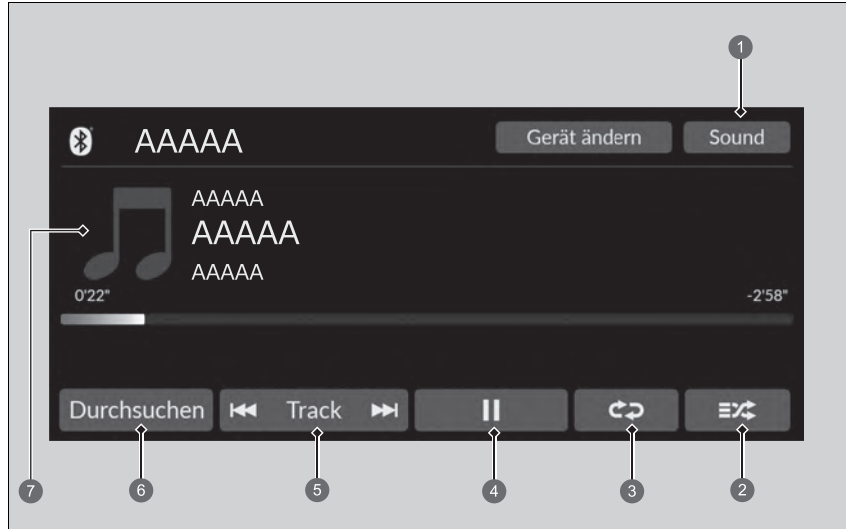 1
AAAAA Gerät ändern Sound
AAAAA
AAAAA
AAAAA
7
0'22" -2'58"
Durchsuchen Track
6 5 4 3 2